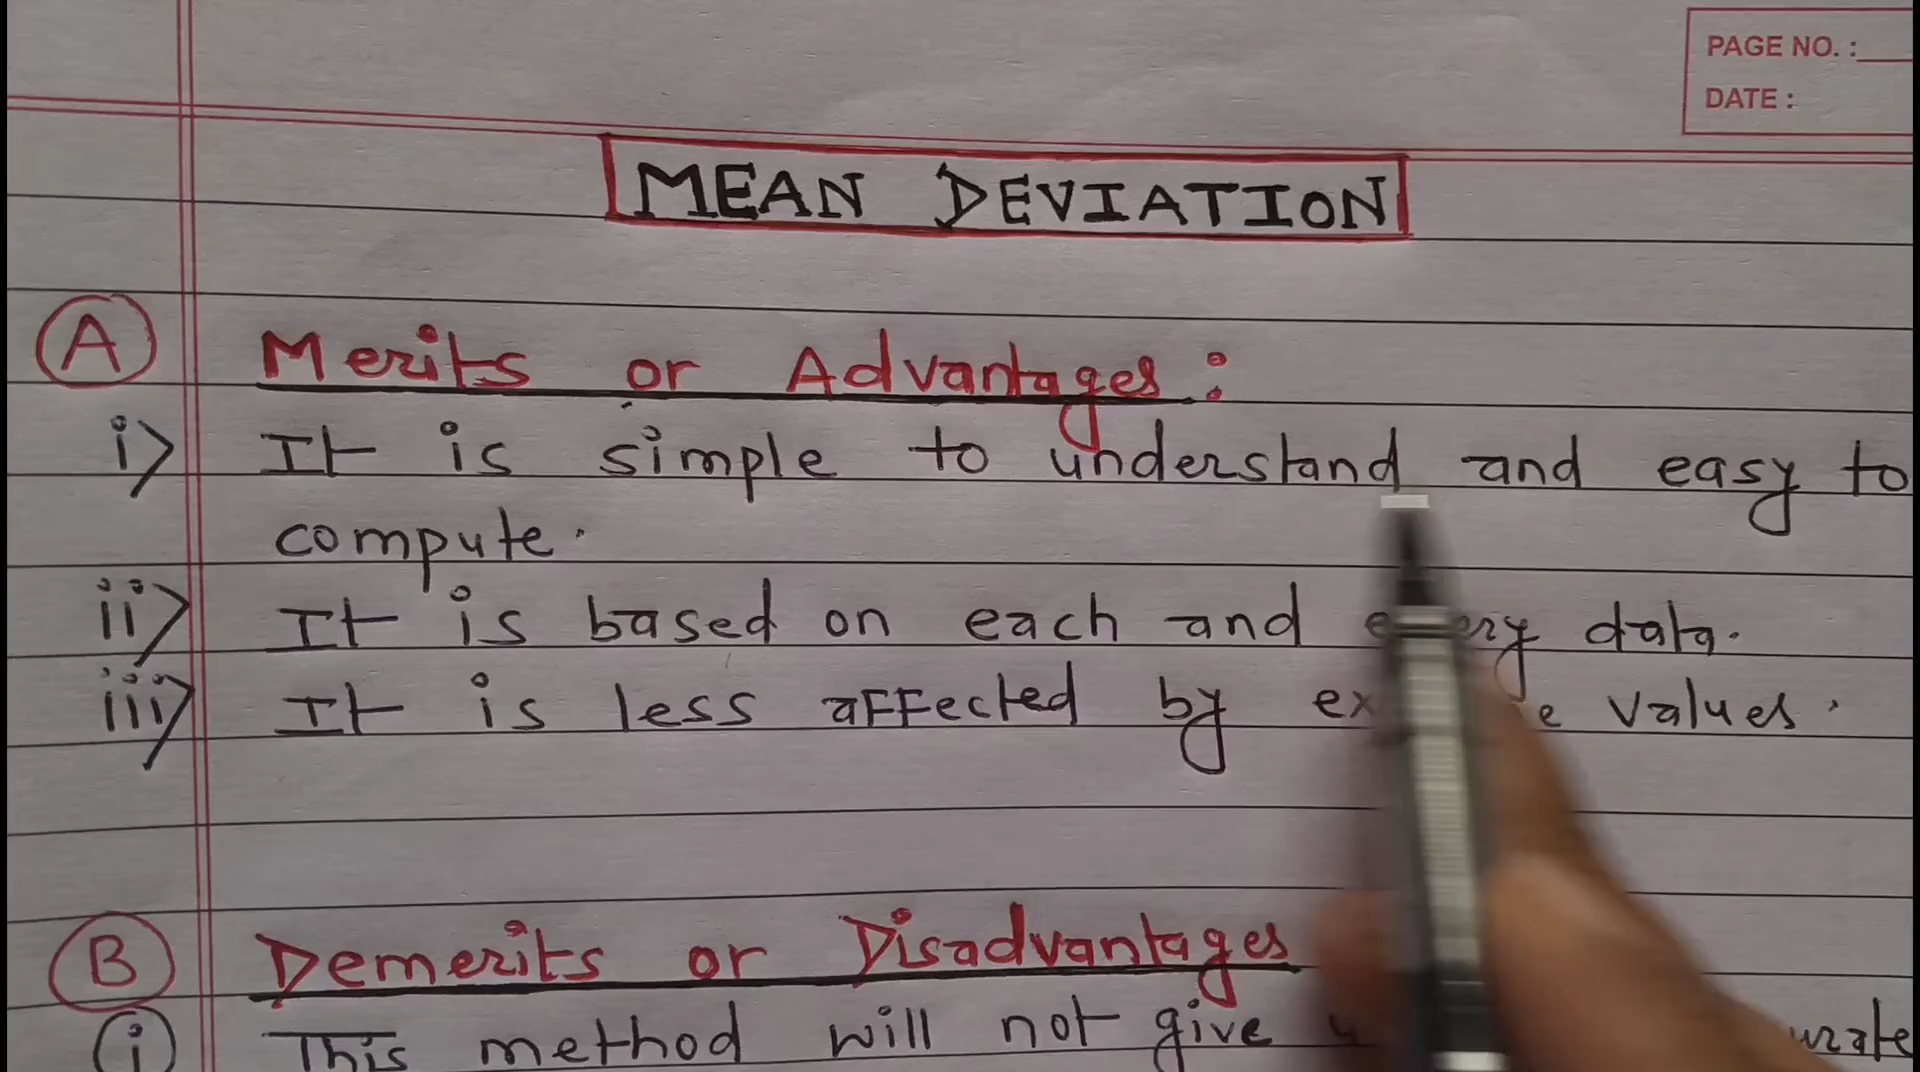 PAGE NO. :
DATE :
MEAN DEVIATION
A Merits or Advantages :
i) It is simple to understand and easy to
compute.
ii) It is based on each and data.
iii) It is less affected by values.
B Demerits or Disadvantages
i This method will not give